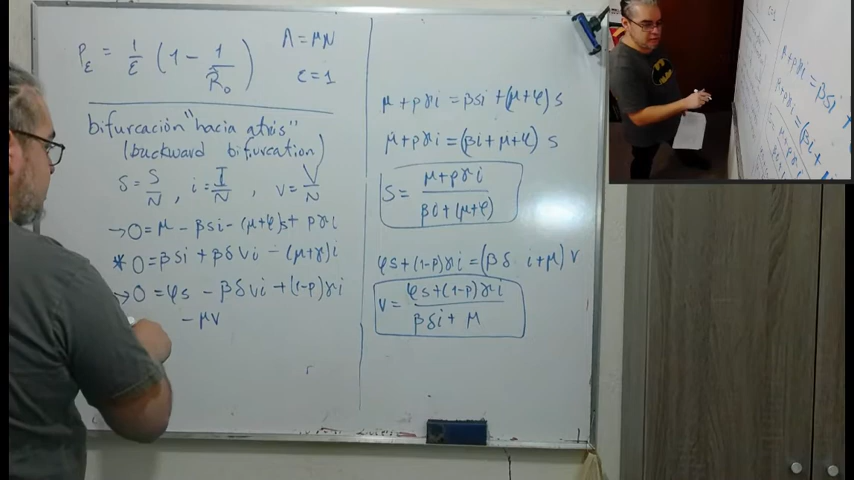 P_ε = 1/ε (1 - 1/R̃_0) Λ = μN
ε = 1
bifurcación "hacia atrás"
(backward bifurcation)
s = S/N, i = I/N, v = V/N
→ 0 = μ - βsi - (μ+φ)s + pγi
* 0 = βsi + βδvi - (μ+γ)i
→ 0 = φs - βδvi + (1-p)γi
- μv
μ + pγi = βsi + (μ+φ)s
μ + pγi = (βi + μ + φ) s
s = (μ + pγi)/(βi + (μ+φ))
φs + (1-p)γi = (βδ i + μ) v
v = (φs + (1-p)γi)/(βδi + μ)